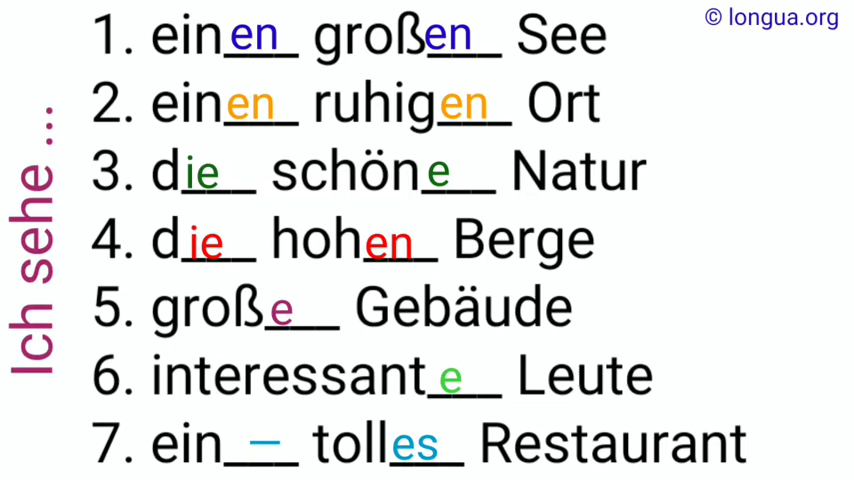 © longua.org
Ich sehe ...
1. einen großen See
2. einen ruhigen Ort
3. die schöne Natur
4. die hohen Berge
5. große Gebäude
6. interessante Leute
7. ein – tolles Restaurant